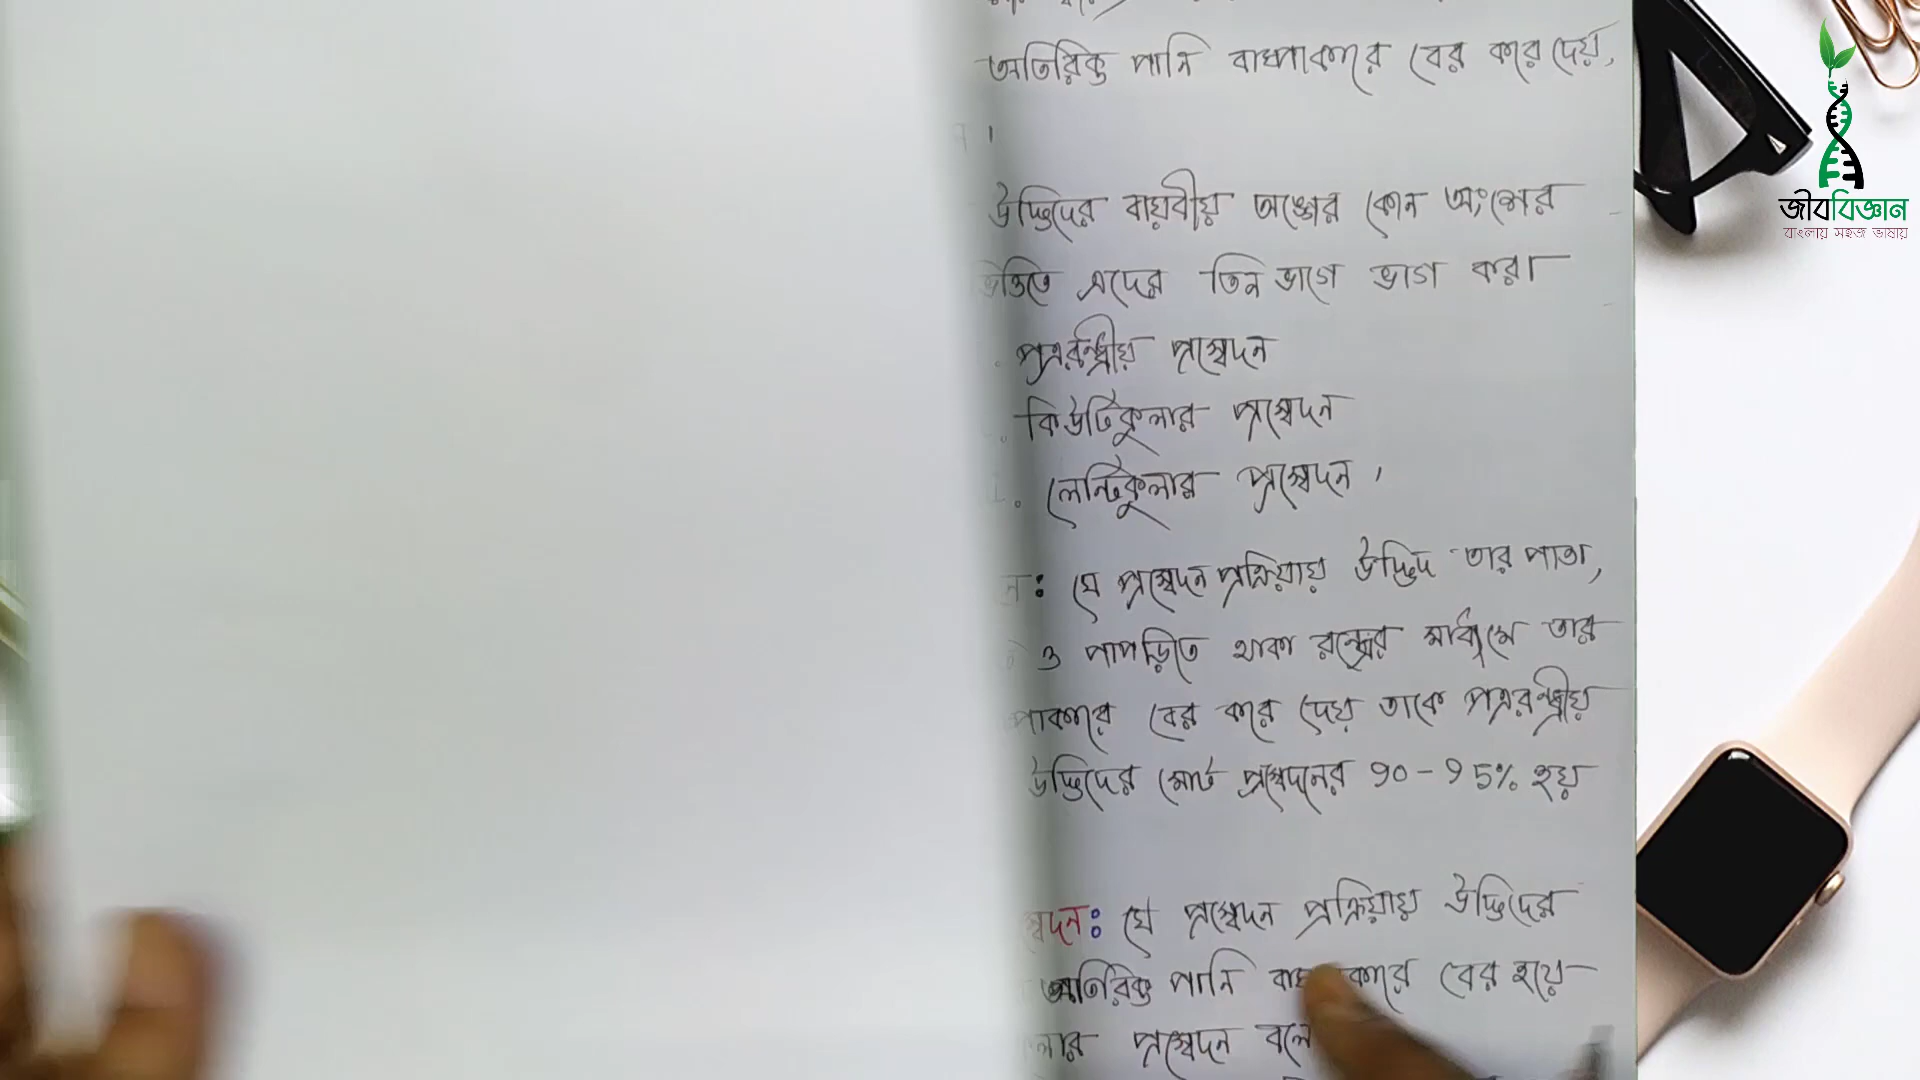 অতিরিক্ত পানি বাষ্পাকারে বের করে দেয়,
।
উদ্ভিদের বায়বীয় অঙ্গের কোন অংশের
ভিত্তিতে এদের তিন ভাগে ভাগ করা
পত্ররন্ধ্রীয় প্রস্বেদন
কিউটিকুলার প্রস্বেদন
লেন্টিকুলার প্রস্বেদন।
ন: যে প্রস্বেদন প্রক্রিয়ায় উদ্ভিদ তার পাতা,
ও পাপড়িতে থাকা রন্ধ্রের মাধ্যমে তার
পাকারে বের করে দেয় তাকে পত্ররন্ধ্রীয়
উদ্ভিদের মোট প্রস্বেদনের 90-95% হয়
স্বেদন: যে প্রস্বেদন প্রক্রিয়ায় উদ্ভিদের
অতিরিক্ত পানি কারে বের হয়ে
লার প্রস্বেদন বলে
জীববিজ্ঞান
বাংলায় সহজ ভাষায়